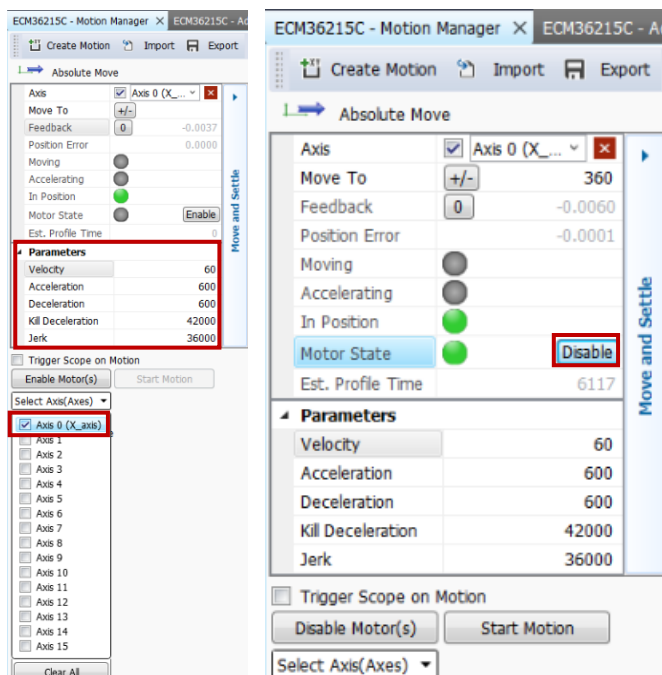 ECM36215C - Motion Manager × ECM36215C - Ac
Create Motion Import Export
Absolute Move
Axis Axis 0 (X_... ×
Move To +/-
Feedback 0 -0.0037
Position Error 0.0000
Moving
Accelerating
In Position
Motor State Enable
Est. Profile Time 0
Parameters
Velocity 60
Acceleration 600
Deceleration 600
Kill Deceleration 42000
Jerk 36000
Move and Settle
Trigger Scope on Motion
Enable Motor(s) Start Motion
Select Axis(Axes)
Axis 0 (X_axis)
Axis 1
Axis 2
Axis 3
Axis 4
Axis 5
Axis 6
Axis 7
Axis 8
Axis 9
Axis 10
Axis 11
Axis 12
Axis 13
Axis 14
Axis 15
Clear All
ECM36215C - Motion Manager × ECM36215C - A
Create Motion Import Export
Absolute Move
Axis Axis 0 (X_... ×
Move To +/- 360
Feedback 0 -0.0060
Position Error -0.0001
Moving
Accelerating
In Position
Motor State Disable
Est. Profile Time 6117
Parameters
Velocity 60
Acceleration 600
Deceleration 600
Kill Deceleration 42000
Jerk 36000
Move and Settle
Trigger Scope on Motion
Disable Motor(s) Start Motion
Select Axis(Axes)